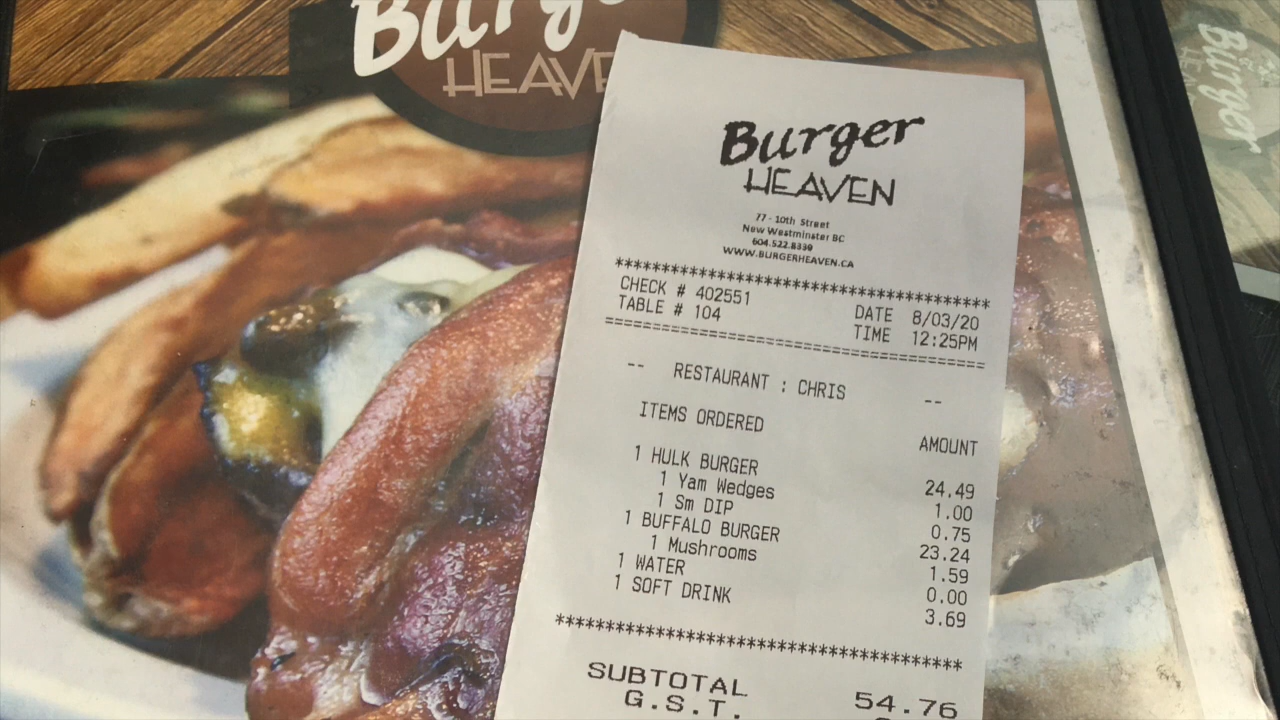 Burger
HEAVEN
77 - 10th Street
New Westminster BC
604.522.8339
WWW.BURGERHEAVEN.CA
****************************************
CHECK # 402551 DATE 8/03/20
TABLE # 104 TIME 12:25PM
========================================
-- RESTAURANT : CHRIS --
ITEMS ORDERED AMOUNT
1 HULK BURGER 24.49
1 Yam Wedges 1.00
1 Sm DIP 0.75
1 BUFFALO BURGER 23.24
1 Mushrooms 1.59
1 WATER 0.00
1 SOFT DRINK 3.69
****************************************
SUBTOTAL 54.76
G.S.T.
Burger